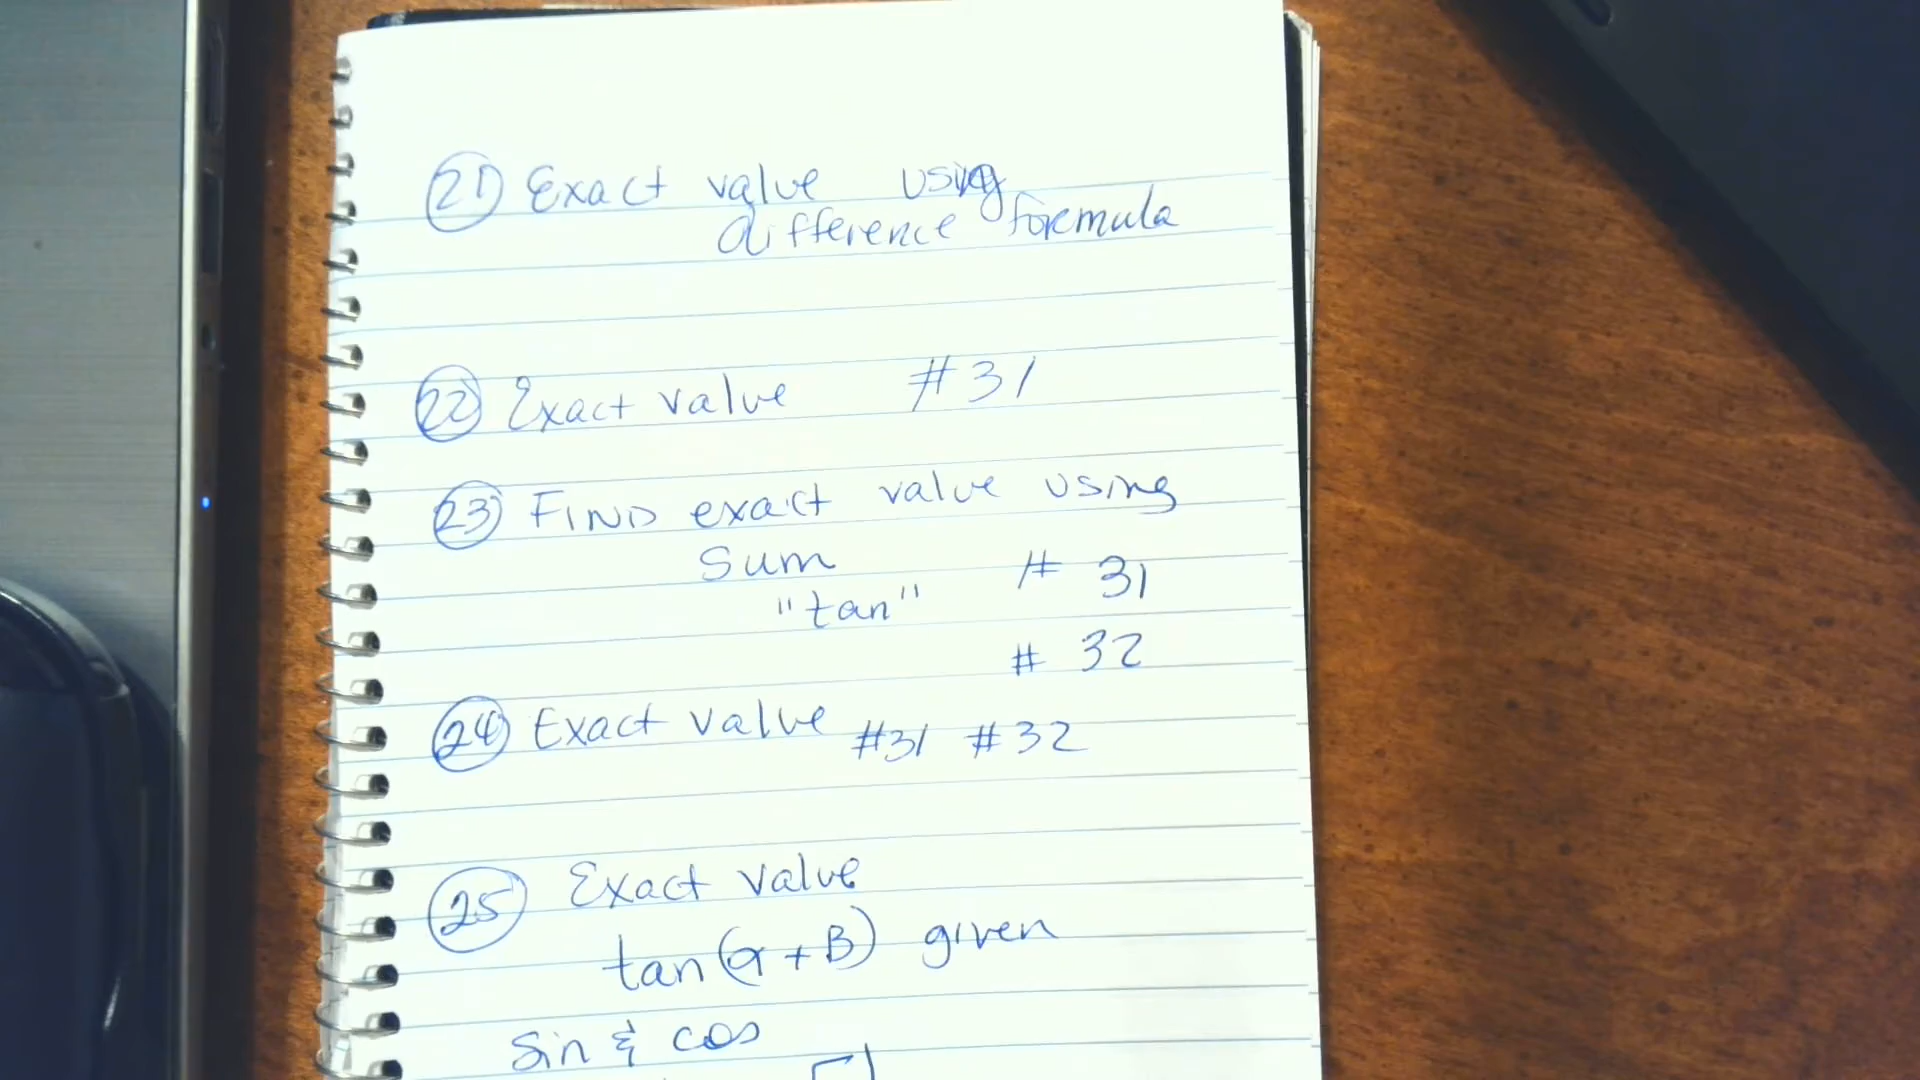 21 Exact value using
difference formula
22 Exact value #31
23 FIND exact value using
Sum # 31
"tan"
# 32
24 Exact value #31 #32
25 Exact value
tan(α + B) given
Sin & cos